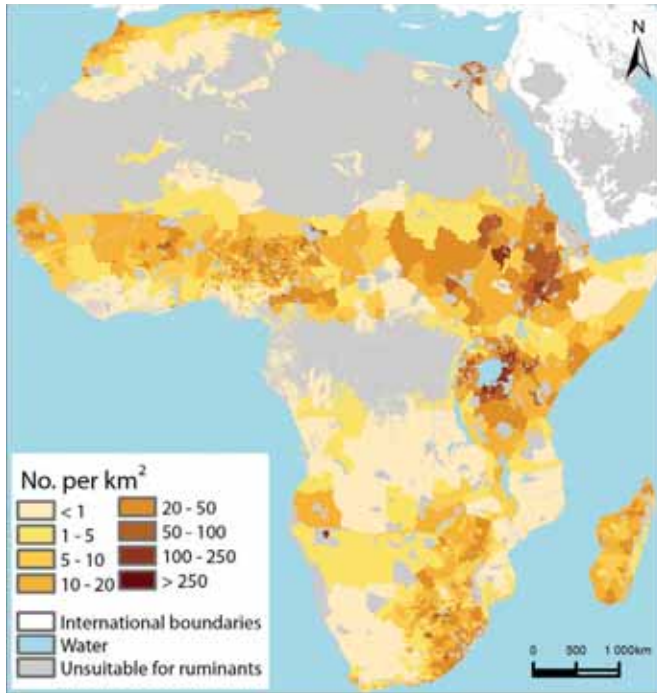 N
No. per km²
< 1
1 - 5
5 - 10
10 - 20
20 - 50
50 - 100
100 - 250
> 250
International boundaries
Water
Unsuitable for ruminants
0 500 1 000km